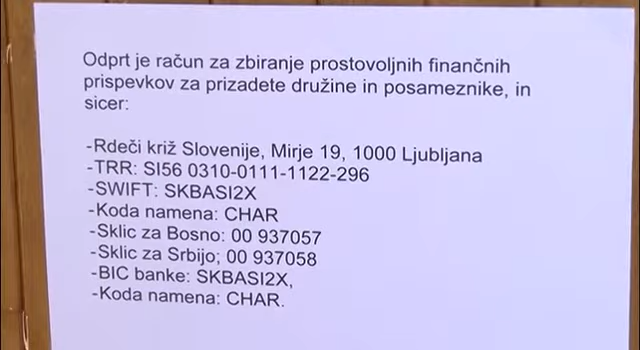 Odprt je račun za zbiranje prostovoljnih finančnih
prispevkov za prizadete družine in posameznike, in
sicer:
-Rdeči križ Slovenije, Mirje 19, 1000 Ljubljana
-TRR: SI56 0310-0111-1122-296
-SWIFT: SKBASI2X
-Koda namena: CHAR
-Sklic za Bosno: 00 937057
-Sklic za Srbijo; 00 937058
-BIC banke: SKBASI2X,
-Koda namena: CHAR.